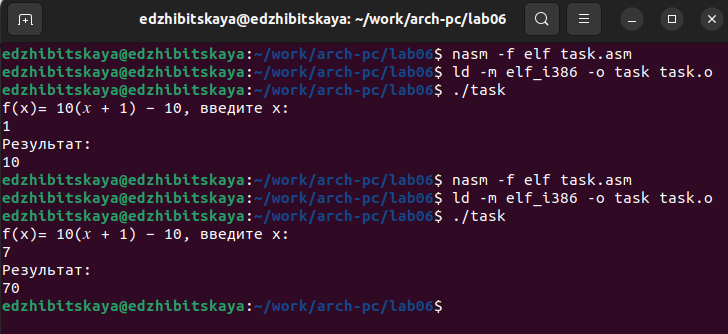 edzhibitskaya@edzhibitskaya: ~/work/arch-pc/lab06
edzhibitskaya@edzhibitskaya:~/work/arch-pc/lab06$ nasm -f elf task.asm
edzhibitskaya@edzhibitskaya:~/work/arch-pc/lab06$ ld -m elf_i386 -o task task.o
edzhibitskaya@edzhibitskaya:~/work/arch-pc/lab06$ ./task
f(x)= 10(𝑥 + 1) − 10, введите x:
1
Результат:
10
edzhibitskaya@edzhibitskaya:~/work/arch-pc/lab06$ nasm -f elf task.asm
edzhibitskaya@edzhibitskaya:~/work/arch-pc/lab06$ ld -m elf_i386 -o task task.o
edzhibitskaya@edzhibitskaya:~/work/arch-pc/lab06$ ./task
f(x)= 10(𝑥 + 1) − 10, введите x:
7
Результат:
70
edzhibitskaya@edzhibitskaya:~/work/arch-pc/lab06$